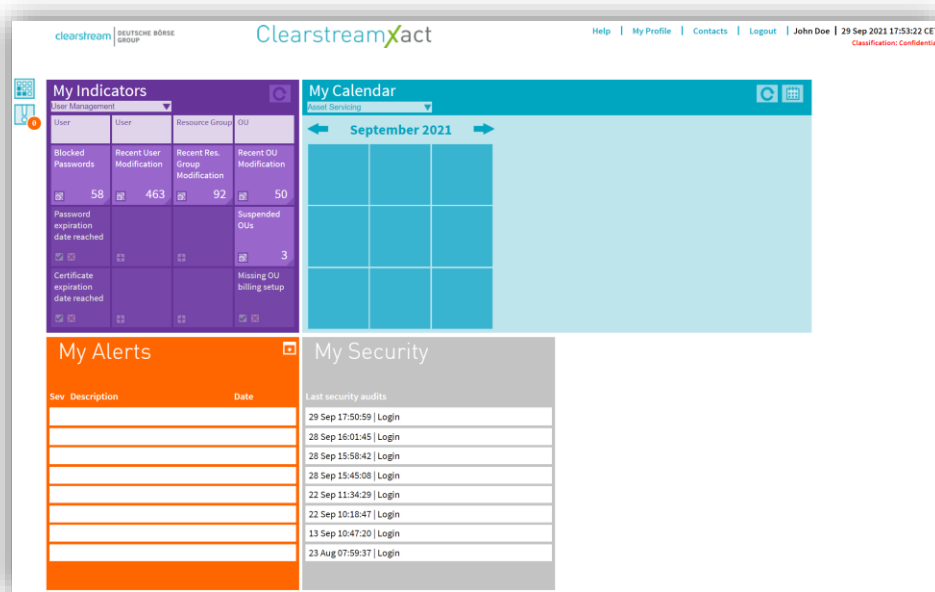 clearstream DEUTSCHE BÖRSE GROUP
ClearstreamXact
Help | My Profile | Contacts | Logout | John Doe | 29 Sep 2021 17:53:22 CET
Classification: Confidential
0
My Indicators
User Management
User User Resource Group OU
Blocked Passwords
58
Recent User Modification
463
Recent Res. Group Modification
92
Recent OU Modification
50
Password expiration date reached
Suspended OUs
3
Certificate expiration date reached
Missing OU billing setup
My Calendar
Asset Servicing
September 2021
My Alerts
Sev Description Date
My Security
Last security audits
29 Sep 17:50:59 | Login
28 Sep 16:01:45 | Login
28 Sep 15:58:42 | Login
28 Sep 15:45:08 | Login
22 Sep 11:34:29 | Login
22 Sep 10:18:47 | Login
13 Sep 10:47:20 | Login
23 Aug 07:59:37 | Login